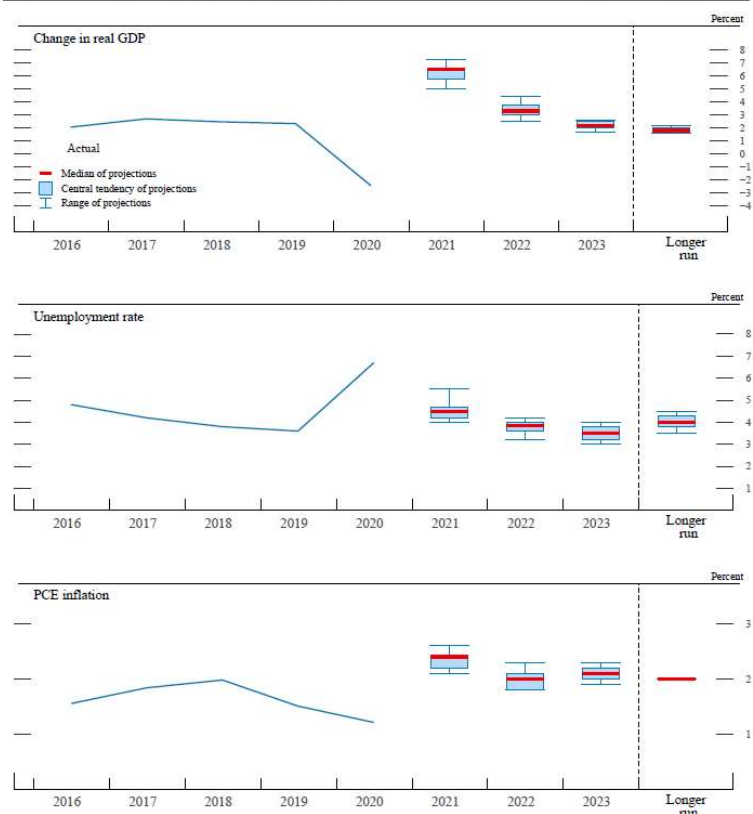 Percent
Change in real GDP
8
7
6
5
4
3
2
1
0
−1
−2
−3
−4
Actual
Median of projections
Central tendency of projections
Range of projections
2016 2017 2018 2019 2020 2021 2022 2023 Longer
run
Percent
Unemployment rate
8
7
6
5
4
3
2
1
2016 2017 2018 2019 2020 2021 2022 2023 Longer
run
Percent
PCE inflation
3
2
1
2016 2017 2018 2019 2020 2021 2022 2023 Longer
run